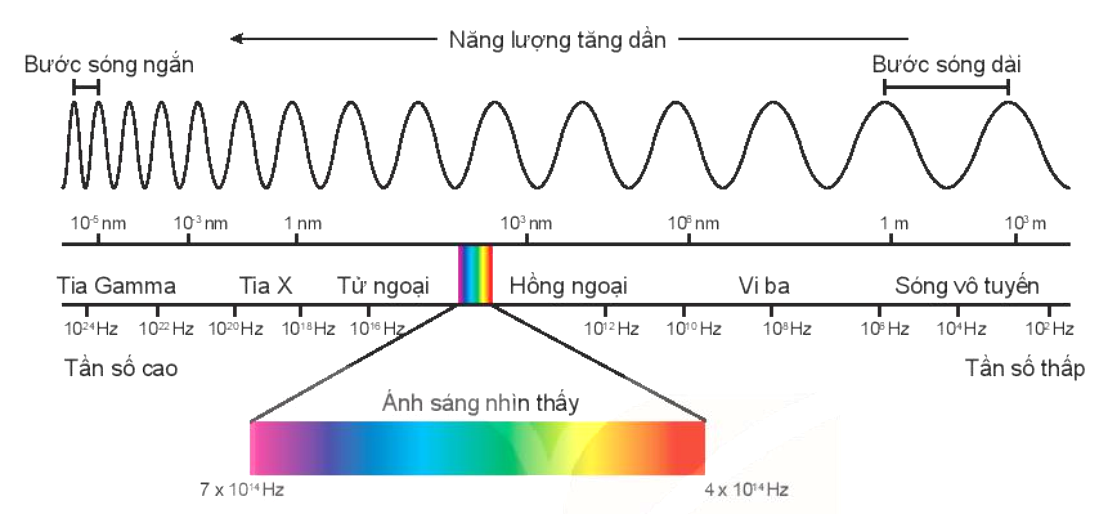 Năng lượng tăng dần
Bước sóng ngắn
Bước sóng dài
10⁻⁵ nm
10⁻³ nm
1 nm
10³ nm
10⁶ nm
1 m
10³ m
Tia Gamma
Tia X
Tử ngoại
Hồng ngoại
Vi ba
Sóng vô tuyến
10²⁴ Hz
10²² Hz
10²⁰ Hz
10¹⁸ Hz
10¹⁶ Hz
10¹² Hz
10¹⁰ Hz
10⁸ Hz
10⁶ Hz
10⁴ Hz
10² Hz
Tần số cao
Tần số thấp
Ánh sáng nhìn thấy
7 x 10¹⁴ Hz
4 x 10¹⁴ Hz